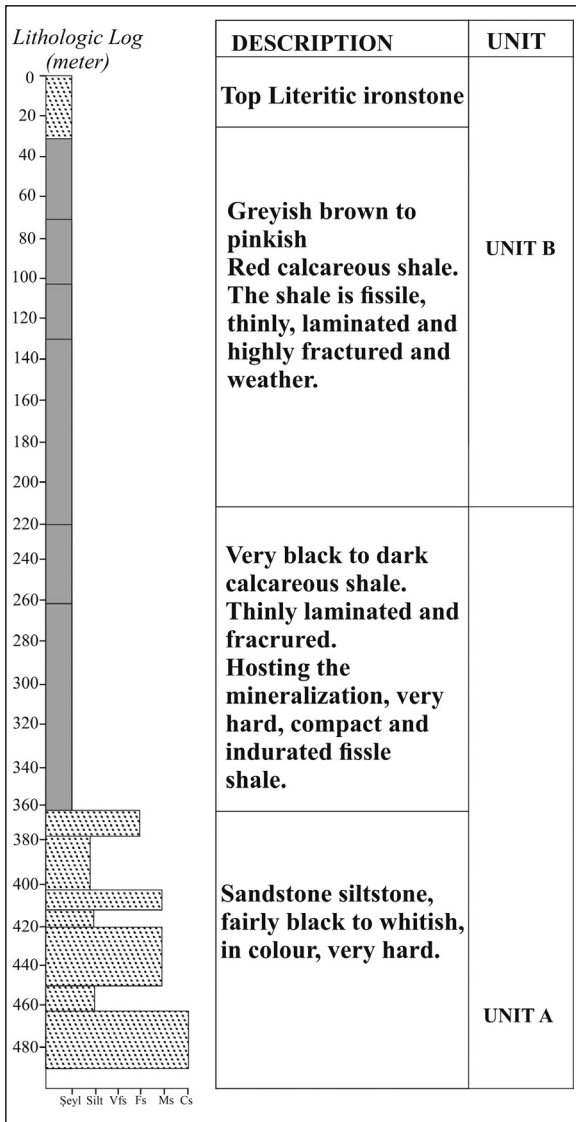 Lithologic Log
(meter)
DESCRIPTION
UNIT
0
20
40
60
80
100
120
140
160
180
200
220
240
260
280
300
320
340
360
380
400
420
440
460
480
Şeyl Silt Vfs Fs Ms Cs
Top Literitic ironstone
Greyish brown to
pinkish
Red calcareous shale.
The shale is fissile,
thinly, laminated and
highly fractured and
weather.
UNIT B
Very black to dark
calcareous shale.
Thinly laminated and
fracrured.
Hosting the
mineralization, very
hard, compact and
indurated fissle
shale.
Sandstone siltstone,
fairly black to whitish,
in colour, very hard.
UNIT A